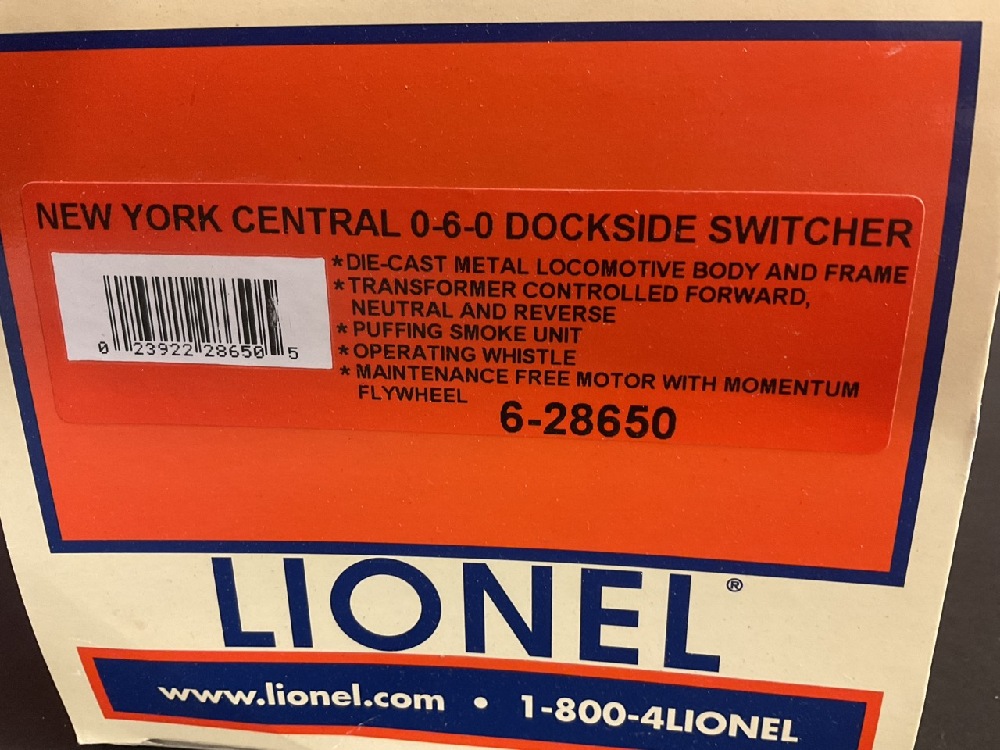 NEW YORK CENTRAL 0-6-0 DOCKSIDE SWITCHER
*DIE-CAST METAL LOCOMOTIVE BODY AND FRAME
*TRANSFORMER CONTROLLED FORWARD,
NEUTRAL AND REVERSE
* PUFFING SMOKE UNIT
* OPERATING WHISTLE
* MAINTENANCE FREE MOTOR WITH MOMENTUM
FLYWHEEL
0 23922 28650 5
6-28650
LIONEL®
www.lionel.com • 1-800-4LIONEL